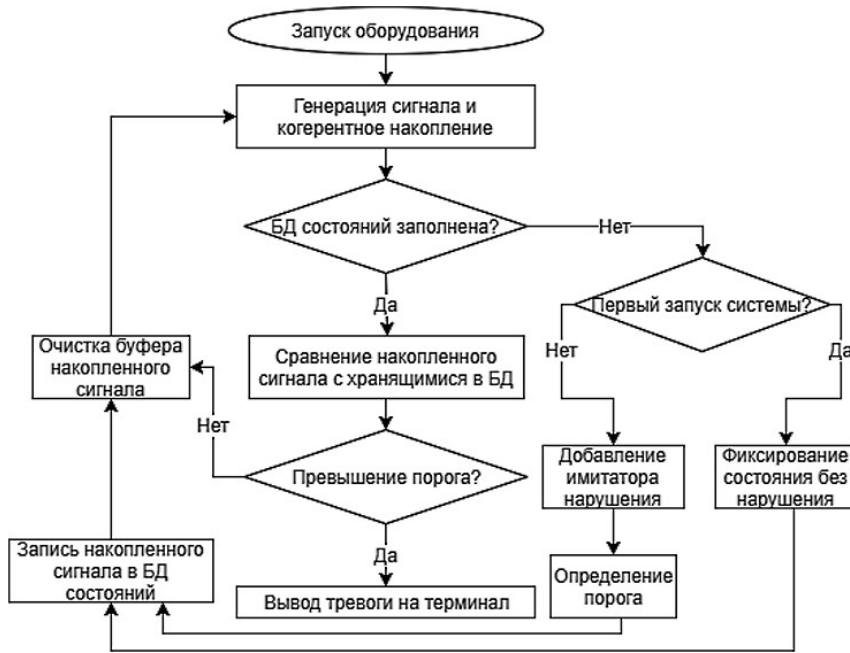 Запуск оборудования
Генерация сигнала и
когерентное накопление
БД состояний заполнена?
Нет
Да
Первый запуск системы?
Нет
Да
Очистка буфера
накопленного
сигнала
Сравнение накопленного
сигнала с хранящимися в БД
Нет
Превышение порога?
Добавление
имитатора
нарушения
Фиксирование
состояния без
нарушения
Запись накопленного
сигнала в БД
состояний
Да
Вывод тревоги на терминал
Определение
порога